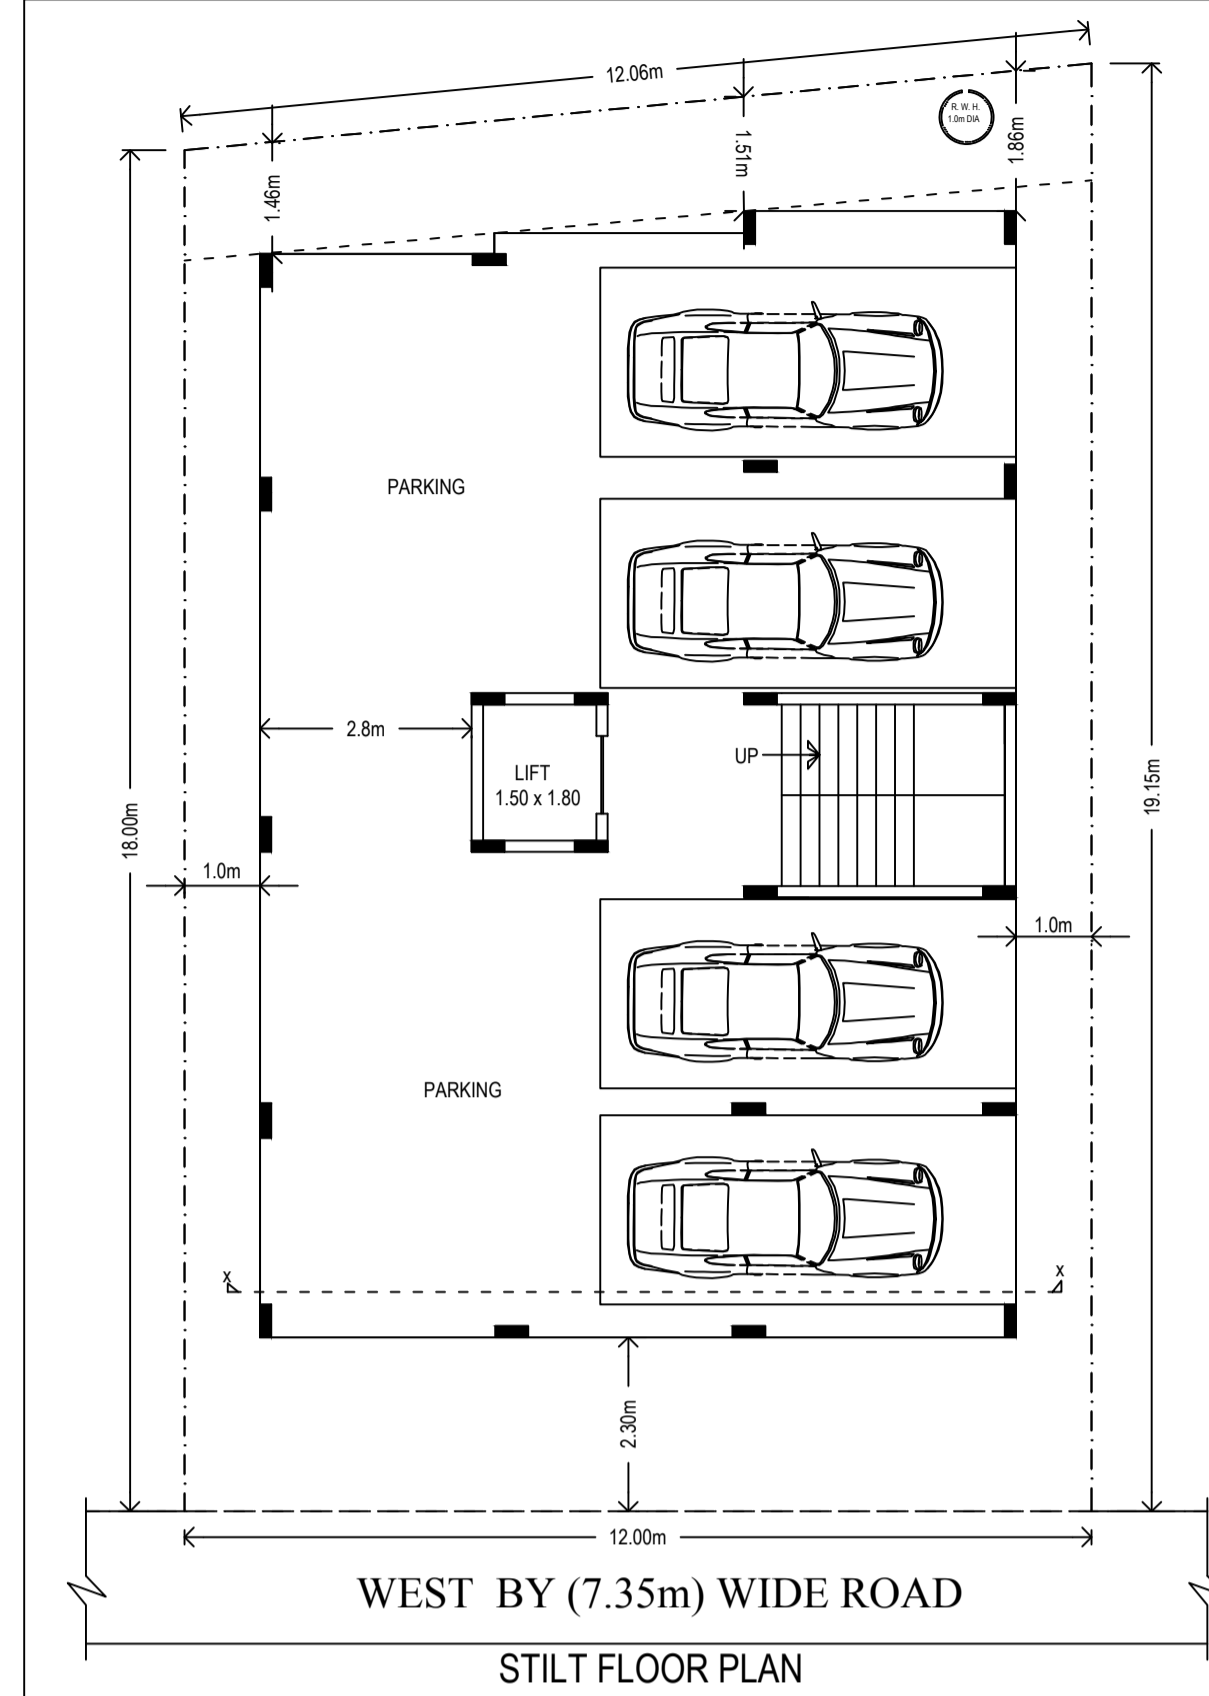 12.06m
R. W. H.
1.0m DIA
1.46m
1.51m
1.86m
PARKING
2.8m
LIFT
1.50 x 1.80
UP
18.00m
19.15m
1.0m
1.0m
PARKING
x
x
2.30m
12.00m
WEST BY (7.35m) WIDE ROAD
STILT FLOOR PLAN